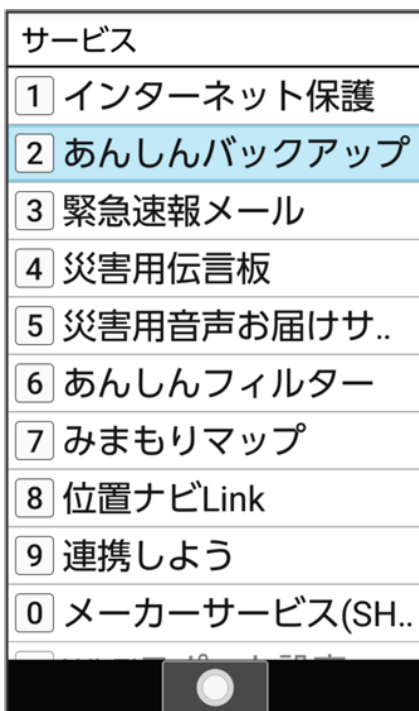 サービス
1 インターネット保護
2 あんしんバックアップ
3 緊急速報メール
4 災害用伝言板
5 災害用音声お届けサ..
6 あんしんフィルター
7 みまもりマップ
8 位置ナビLink
9 連携しよう
0 メーカーサービス(SH..